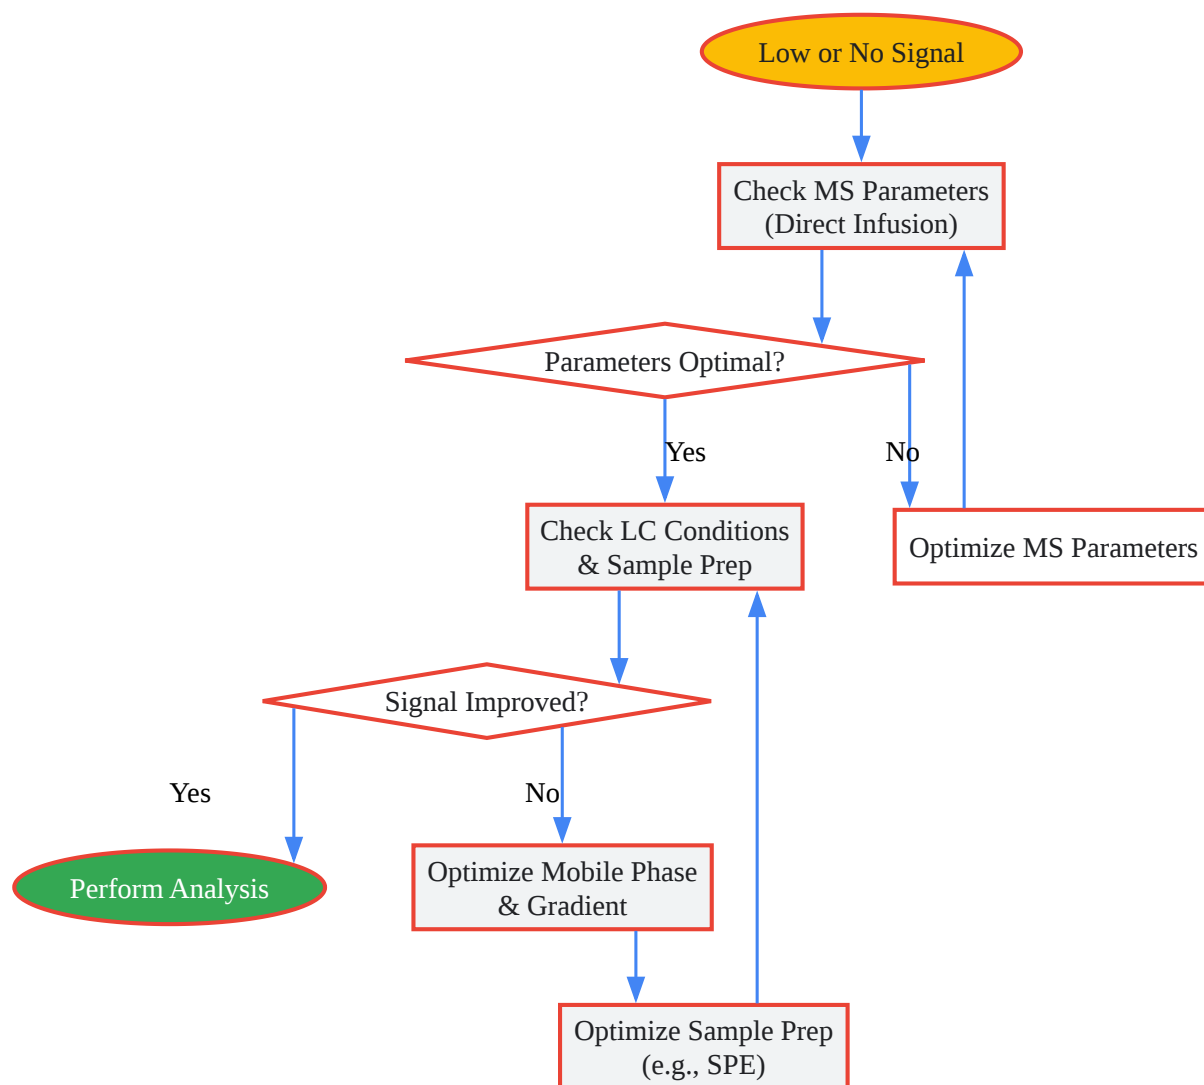 Low or No Signal
Check MS Parameters
(Direct Infusion)
Parameters Optimal?
Yes
No
Check LC Conditions
& Sample Prep
Optimize MS Parameters
Signal Improved?
Yes
No
Perform Analysis
Optimize Mobile Phase
& Gradient
Optimize Sample Prep
(e.g., SPE)